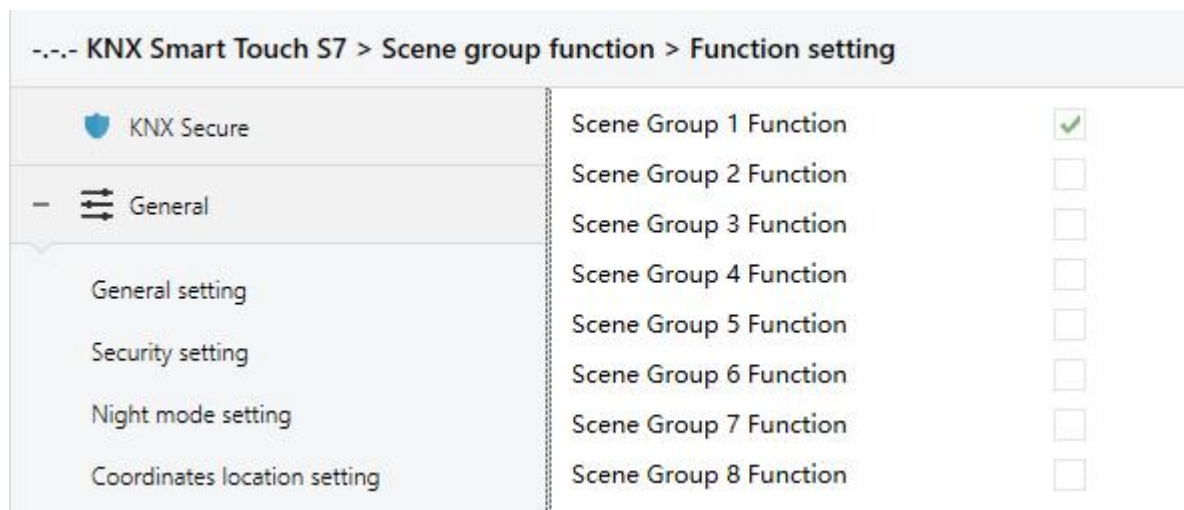 -.-.- KNX Smart Touch S7 > Scene group function > Function setting
KNX Secure
General
General setting
Security setting
Night mode setting
Coordinates location setting
Scene Group 1 Function
Scene Group 2 Function
Scene Group 3 Function
Scene Group 4 Function
Scene Group 5 Function
Scene Group 6 Function
Scene Group 7 Function
Scene Group 8 Function